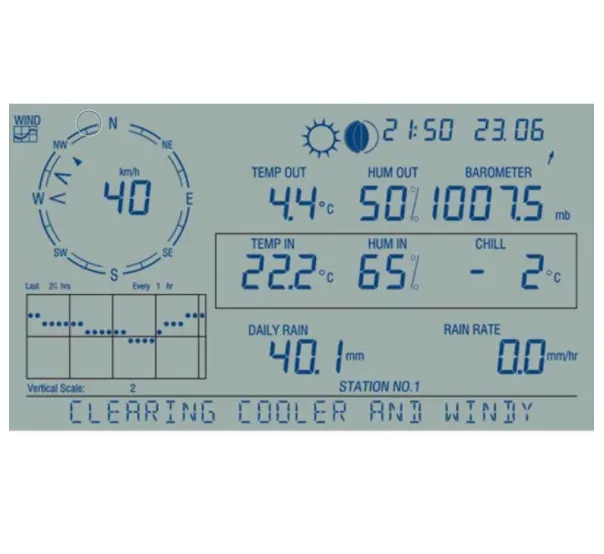 WIND
N
NW NE
km/h
40
W E
SW SE
S
21:50 23.06
TEMP OUT HUM OUT BAROMETER
4.4°C 50% 1007.5 mb
TEMP IN HUM IN CHILL
22.2°C 65% - 2°C
Last 24 hrs Every 1 hr
DAILY RAIN RAIN RATE
40.1 mm 0.0 mm/hr
Vertical Scale: 2 STATION NO.1
CLEARING COOLER AND WINDY